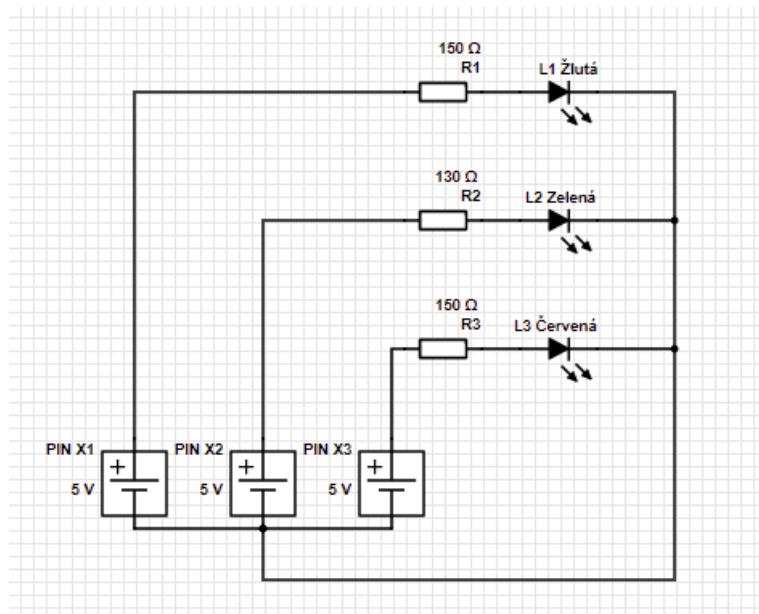 150 Ω
R1
L1 Žlutá
130 Ω
R2
L2 Zelená
150 Ω
R3
L3 Červená
PIN X1
+
5 V
PIN X2
+
5 V
PIN X3
+
5 V